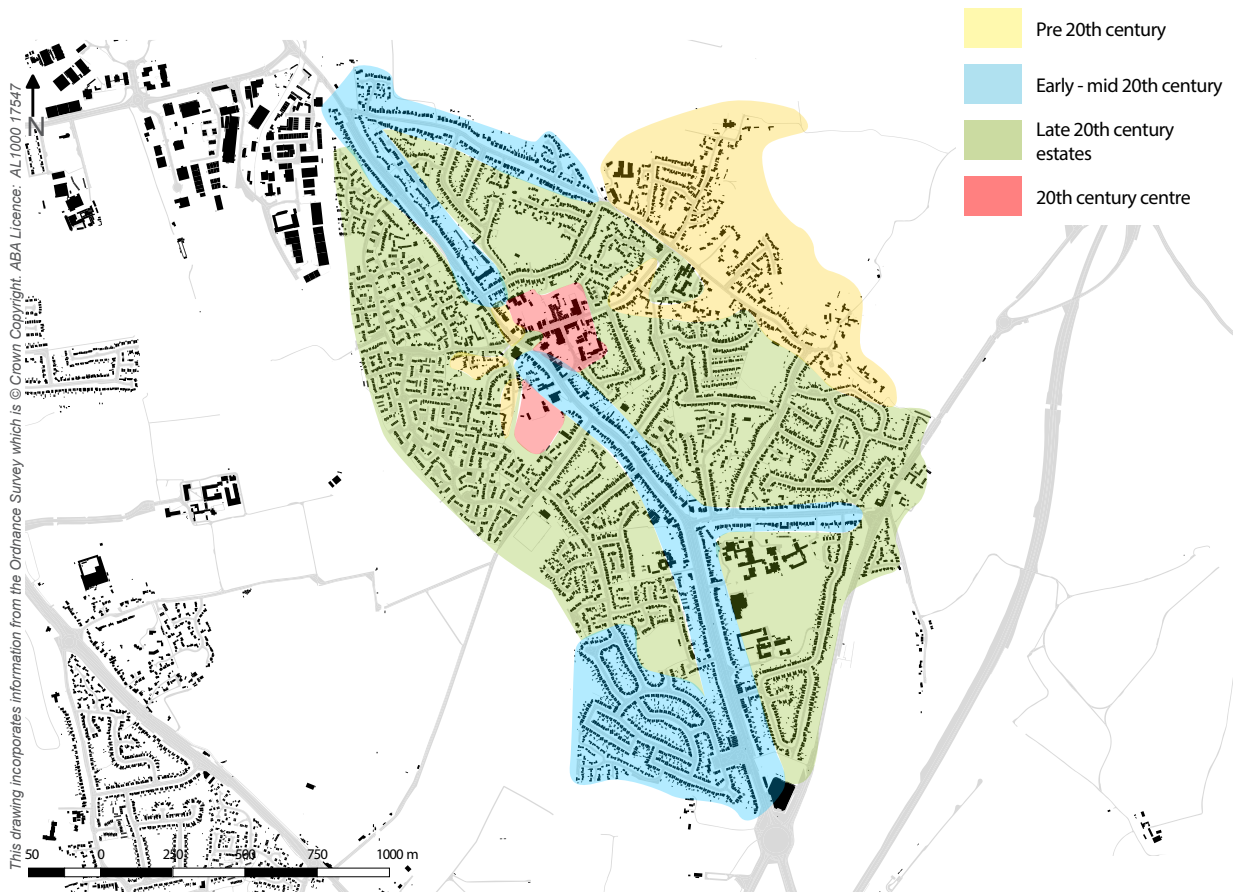 Pre 20th century
Early - mid 20th century
Late 20th century
estates
20th century centre
N
This drawing incorporates information from the Ordnance Survey which is © Crown Copyright. ABA Licence: AL1000 17547
50 0 250 500 750 1000 m